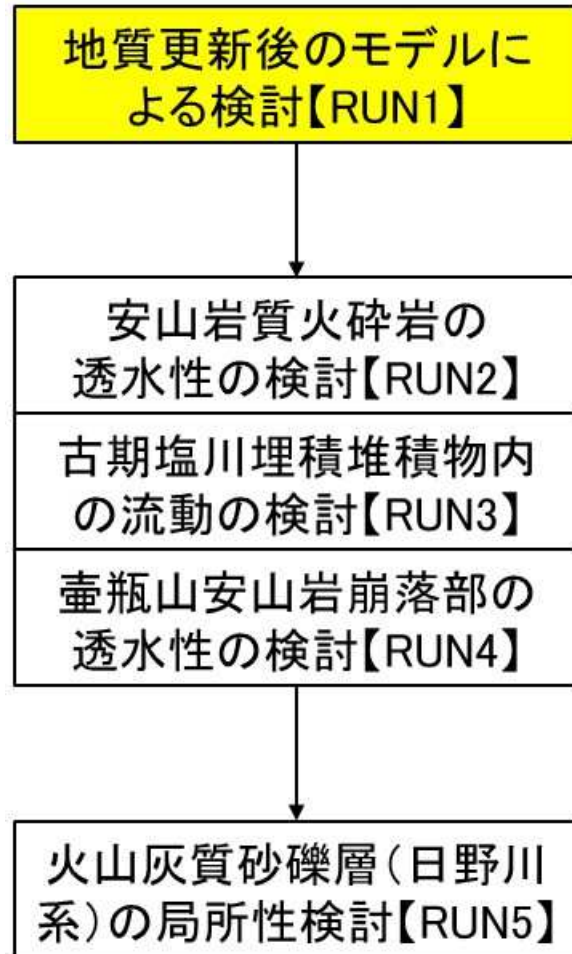 地質更新後のモデルに
よる検討【RUN1】
安山岩質火砕岩の
透水性の検討【RUN2】
古期塩川埋積堆積物内
の流動の検討【RUN3】
壷瓶山安山岩崩落部の
透水性の検討【RUN4】
火山灰質砂礫層(日野川
系)の局所性検討【RUN5】